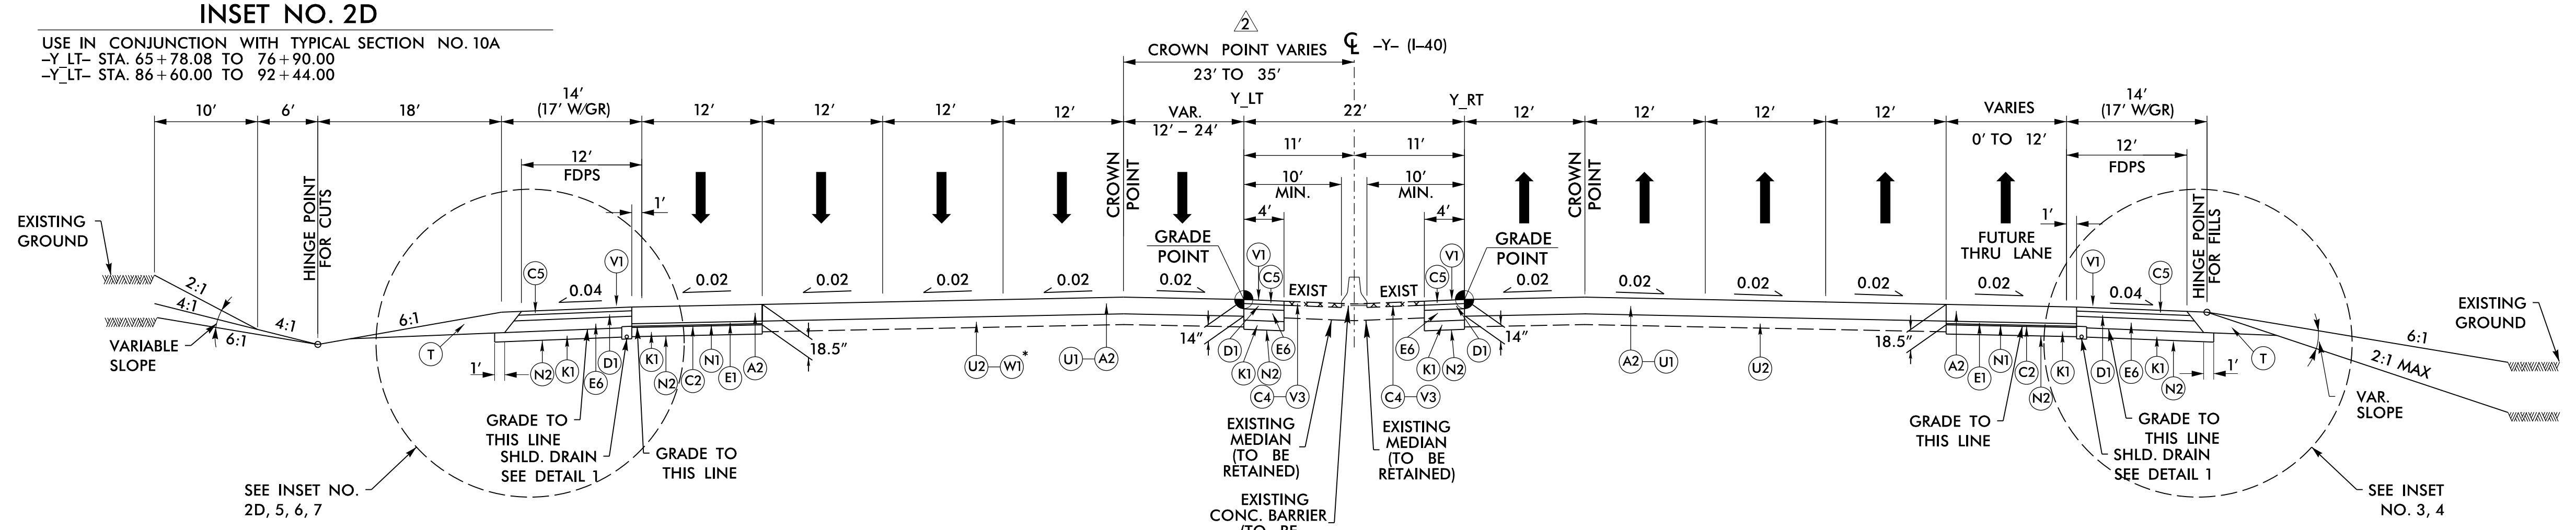 INSET NO. 2D
USE IN CONJUNCTION WITH TYPICAL SECTION NO. 10A
-Y_LT- STA. 65+78.08 TO 76+90.00
-Y_LT- STA. 86+60.00 TO 92+44.00
2
CROWN POINT VARIES
℄ -Y- (I-40)
23' TO 35'
10'
6'
18'
14'
(17' W/GR)
12'
12'
12'
12'
VAR.
12' - 24'
Y_LT
22'
Y_RT
12'
12'
12'
12'
VARIES
0' TO 12'
14'
(17' W/GR)
12'
FDPS
1'
11'
11'
10'
MIN.
10'
MIN.
4'
4'
12'
FDPS
1'
HINGE POINT
FOR CUTS
CROWN
POINT
CROWN
POINT
HINGE POINT
FOR FILLS
EXISTING
GROUND
GRADE
POINT
GRADE
POINT
FUTURE
THRU LANE
EXISTING
GROUND
2:1
4:1
6:1
4:1
6:1
VARIABLE
SLOPE
T
C5
V1
0.04
0.02
0.02
0.02
0.02
0.02
V1
C5
EXIST
EXIST
C5
V1
0.02
0.02
0.02
0.02
0.02
V1
C5
0.04
6:1
2:1 MAX
VAR.
SLOPE
T
1'
N2
K1
E6
D1
K1
N2
C2
N1
E1
A2
18.5"
U2
W1*
U1
A2
14"
D1
K1
N2
E6
C4
V3
E6
K1
N2
D1
C4
V3
14"
A2
U1
U2
18.5"
A2
E1
N1
C2
N2
K1
D1
E6
K1
N2
1'
GRADE TO
THIS LINE
SHLD. DRAIN
SEE DETAIL 1
GRADE TO
THIS LINE
EXISTING
MEDIAN
(TO BE
RETAINED)
EXISTING
MEDIAN
(TO BE
RETAINED)
EXISTING
CONC. BARRIER
(TO BE
GRADE TO
THIS LINE
GRADE TO
THIS LINE
SHLD. DRAIN
SEE DETAIL 1
SEE INSET NO.
2D, 5, 6, 7
SEE INSET
NO. 3, 4